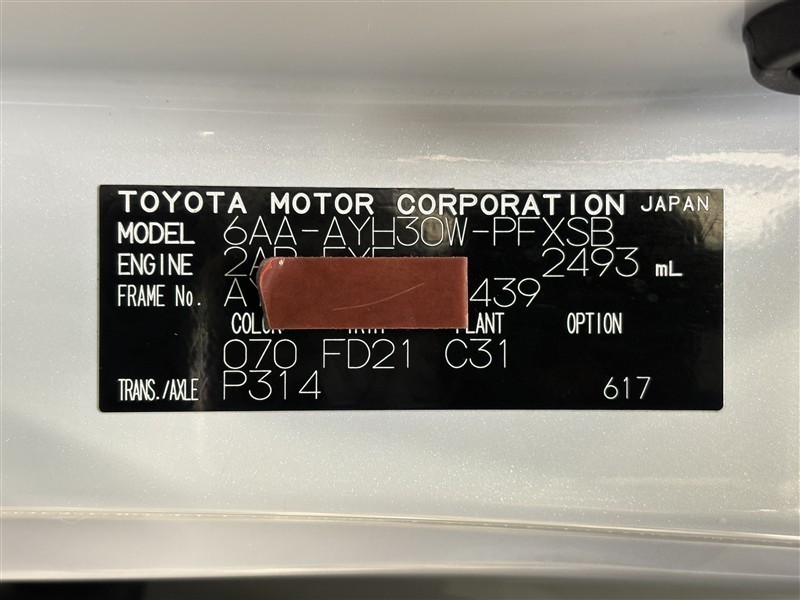 TOYOTA MOTOR CORPORATION JAPAN
MODEL 6AA-AYH30W-PFXSB
ENGINE 2493 mL
FRAME No. 439
COLOR PLANT OPTION
070 FD21 C31
TRANS./AXLE P314 617